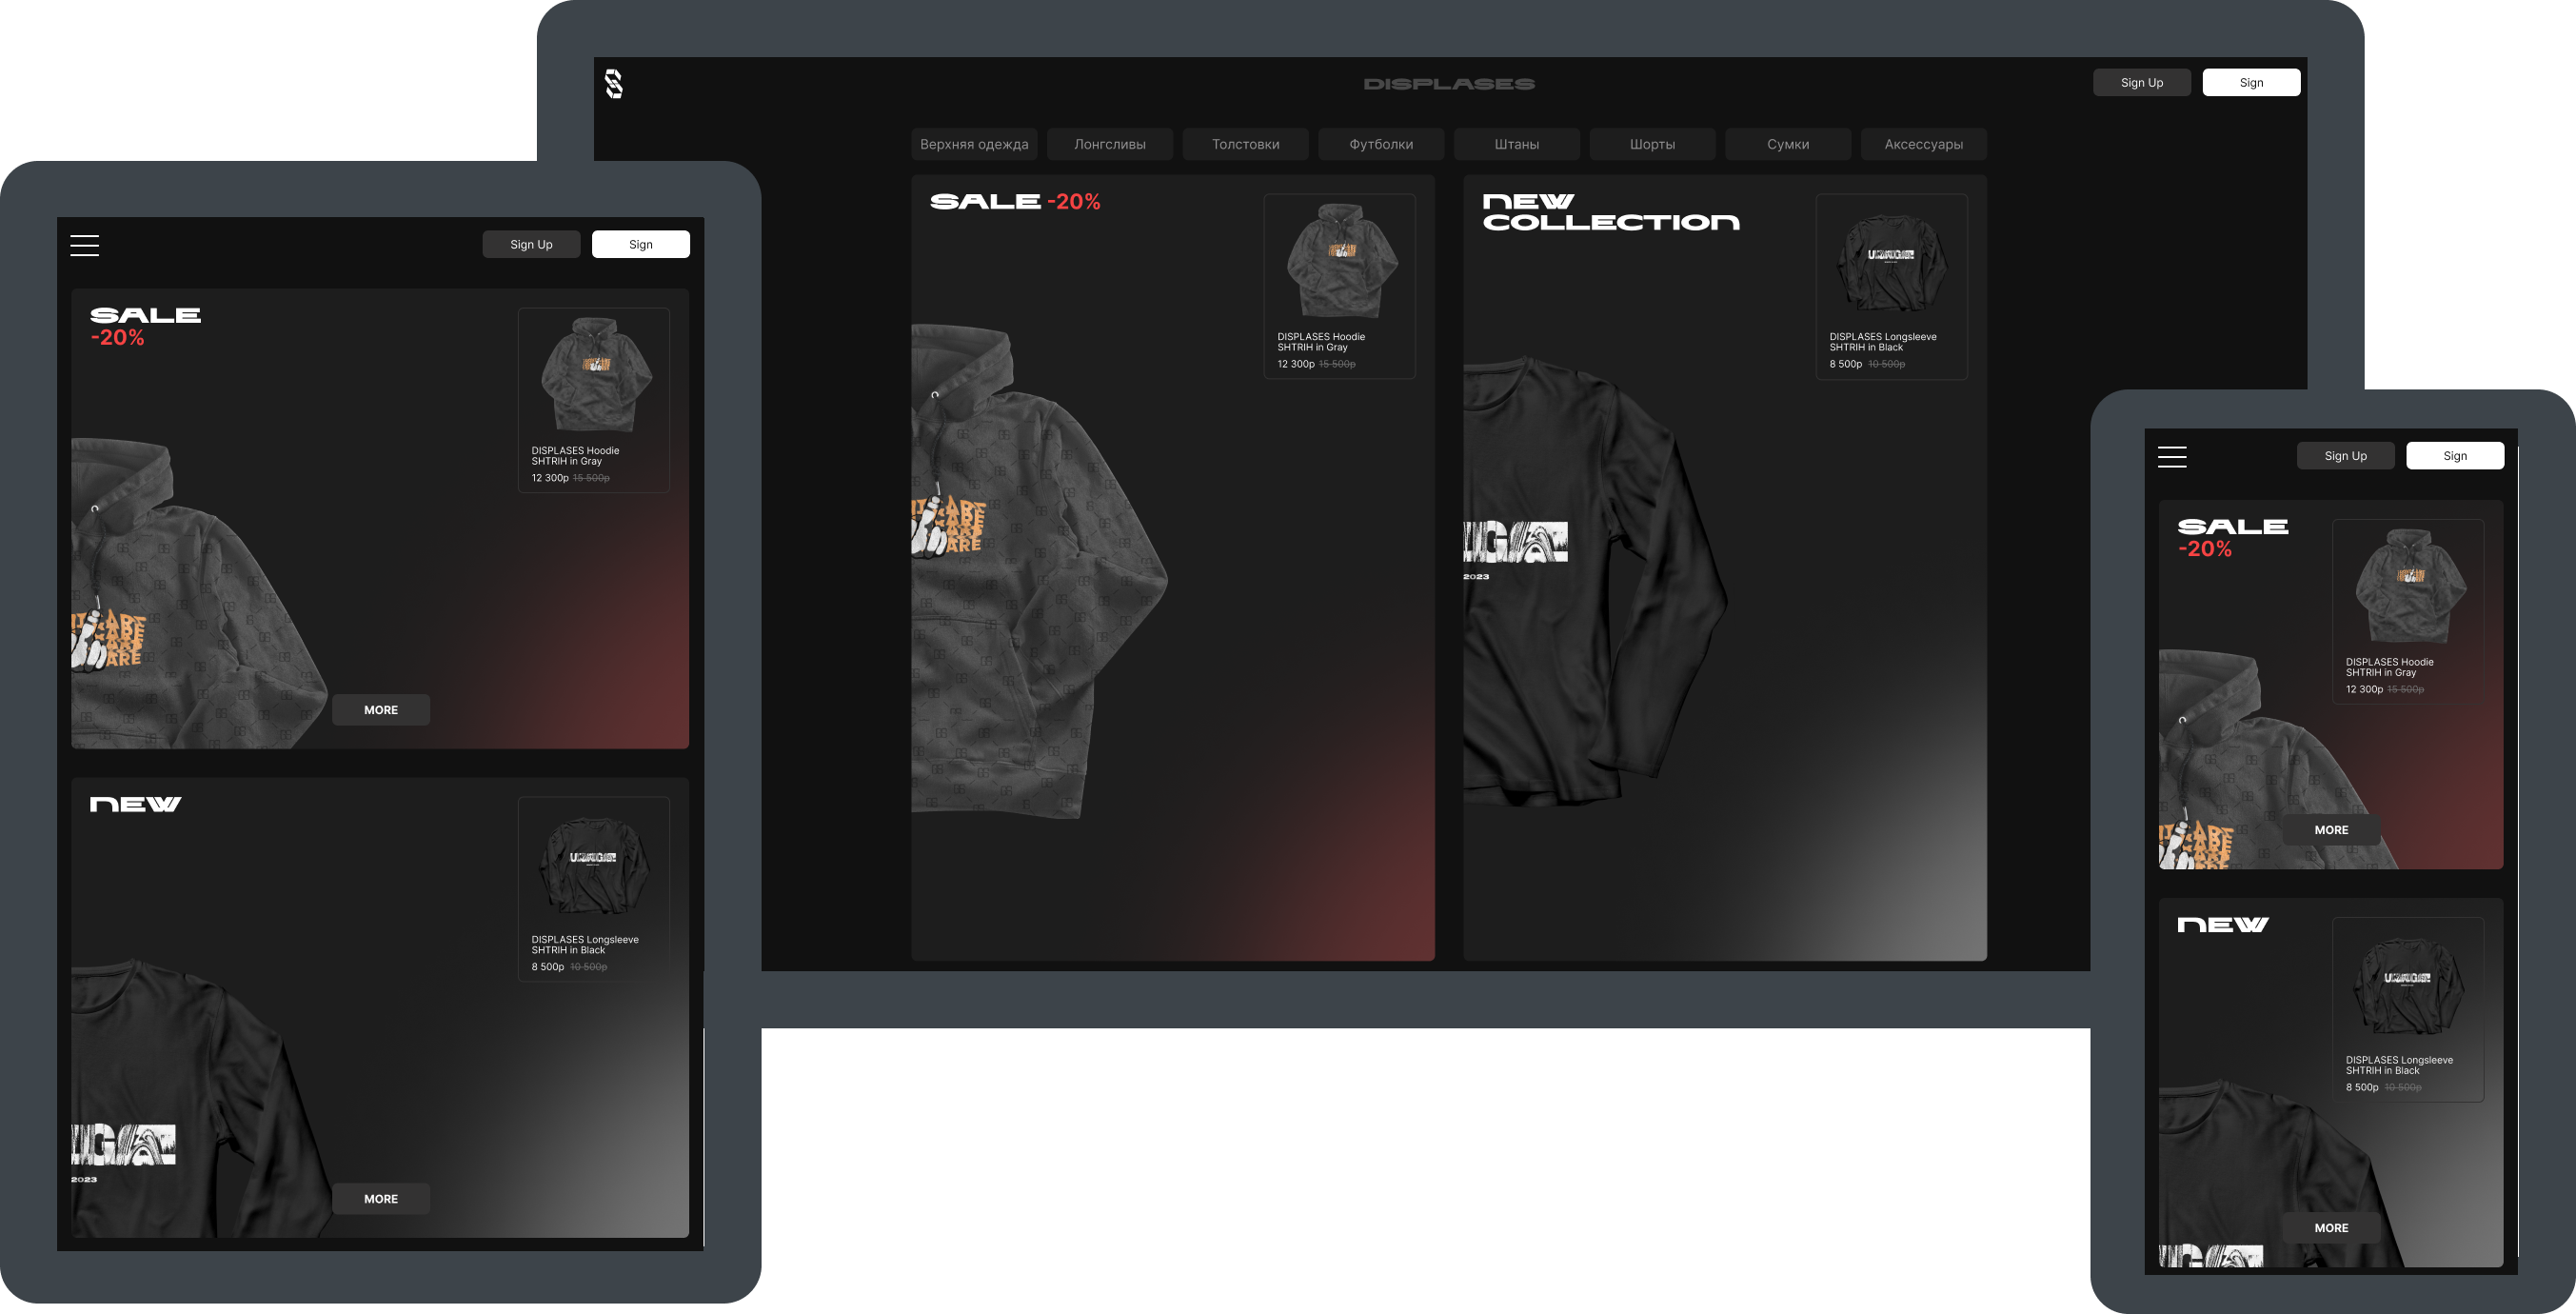 DISPLASES
Sign Up
Sign
Верхняя одежда
Лонгсливы
Толстовки
Футболки
Штаны
Шорты
Сумки
Аксессуары
SALE -20%
DISPLASES Hoodie
SHTRIH in Gray
12 300р 15 500р
ARE
NEW
COLLECTION
DISPLASES Longsleeve
SHTRIH in Black
8 500р 10 500р
2023
Sign Up
Sign
SALE
-20%
DISPLASES Hoodie
SHTRIH in Gray
12 300р 15 500р
ARE
MORE
NEW
DISPLASES Longsleeve
SHTRIH in Black
8 500р 10 500р
2023
MORE
Sign Up
Sign
SALE
-20%
DISPLASES Hoodie
SHTRIH in Gray
12 300р 15 500р
MORE
NEW
DISPLASES Longsleeve
SHTRIH in Black
8 500р 10 500р
MORE